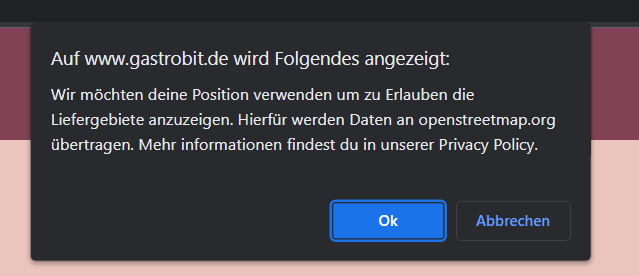 Auf www.gastrobit.de wird Folgendes angezeigt:
Wir möchten deine Position verwenden um zu Erlauben die
Liefergebiete anzuzeigen. Hierfür werden Daten an openstreetmap.org
übertragen. Mehr informationen findest du in unserer Privacy Policy.
Ok Abbrechen